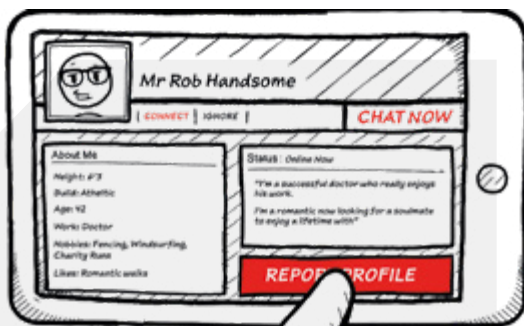 Mr Rob Handsome
| CONNECT | IGNORE |
CHAT NOW
About Me
Height: 6'3
Build: Athletic
Age: 42
Work: Doctor
Hobbies: Fencing, Windsurfing,
Charity Runs
Likes: Romantic walks
Status: Online Now
"I'm a successful doctor who really enjoys
his work.
I'm a romantic now looking for a soulmate
to enjoy a lifetime with"
REPORT PROFILE